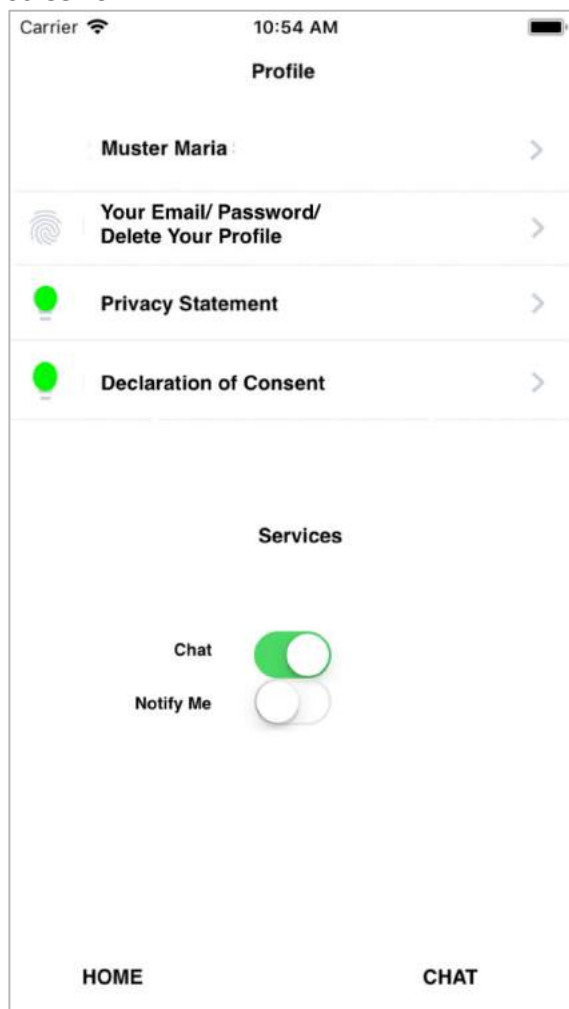 Carrier 10:54 AM
Profile
Muster Maria
Your Email/ Password/
Delete Your Profile
Privacy Statement
Declaration of Consent
Services
Chat
Notify Me
HOME CHAT